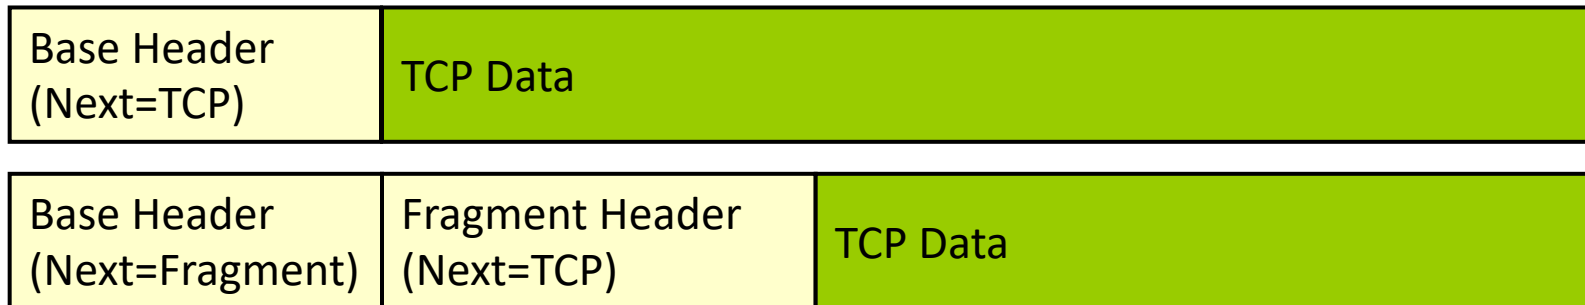 Base Header
(Next=TCP)
TCP Data
Base Header
(Next=Fragment)
Fragment Header
(Next=TCP)
TCP Data